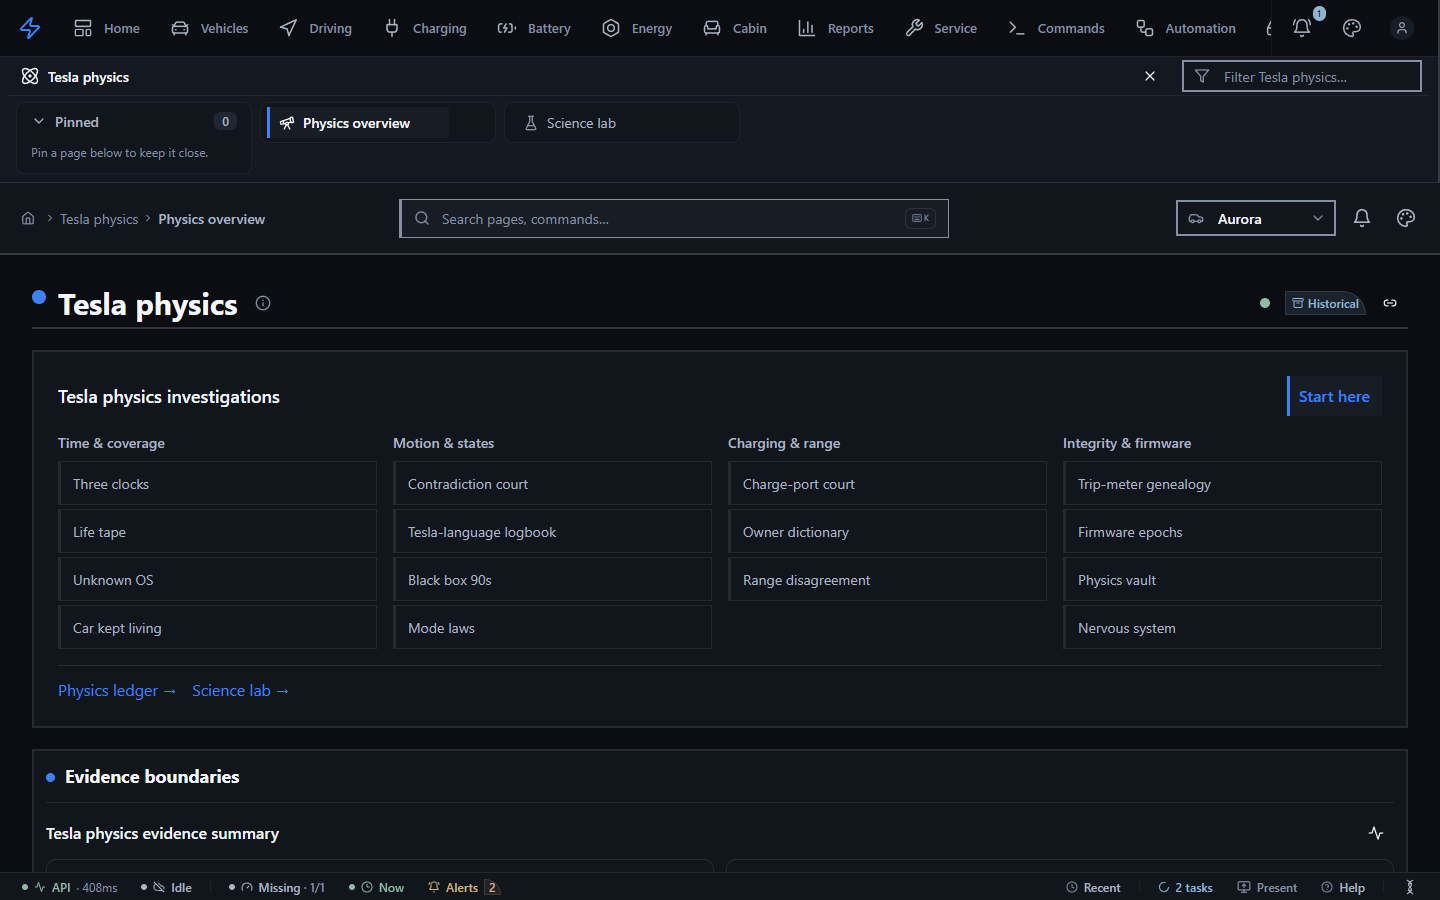 Home Vehicles Driving Charging Battery Energy Cabin Reports Service Commands Automation 1
Tesla physics Filter Tesla physics...
Pinned 0 Physics overview Science lab
Pin a page below to keep it close.
Tesla physics > Physics overview Search pages, commands... K Aurora
Tesla physics Historical
Tesla physics investigations Start here
Time & coverage Motion & states Charging & range Integrity & firmware
Three clocks Contradiction court Charge-port court Trip-meter genealogy
Life tape Tesla-language logbook Owner dictionary Firmware epochs
Unknown OS Black box 90s Range disagreement Physics vault
Car kept living Mode laws Nervous system
Physics ledger → Science lab →
Evidence boundaries
Tesla physics evidence summary
API · 408ms Idle Missing · 1/1 Now Alerts 2 Recent 2 tasks Present Help